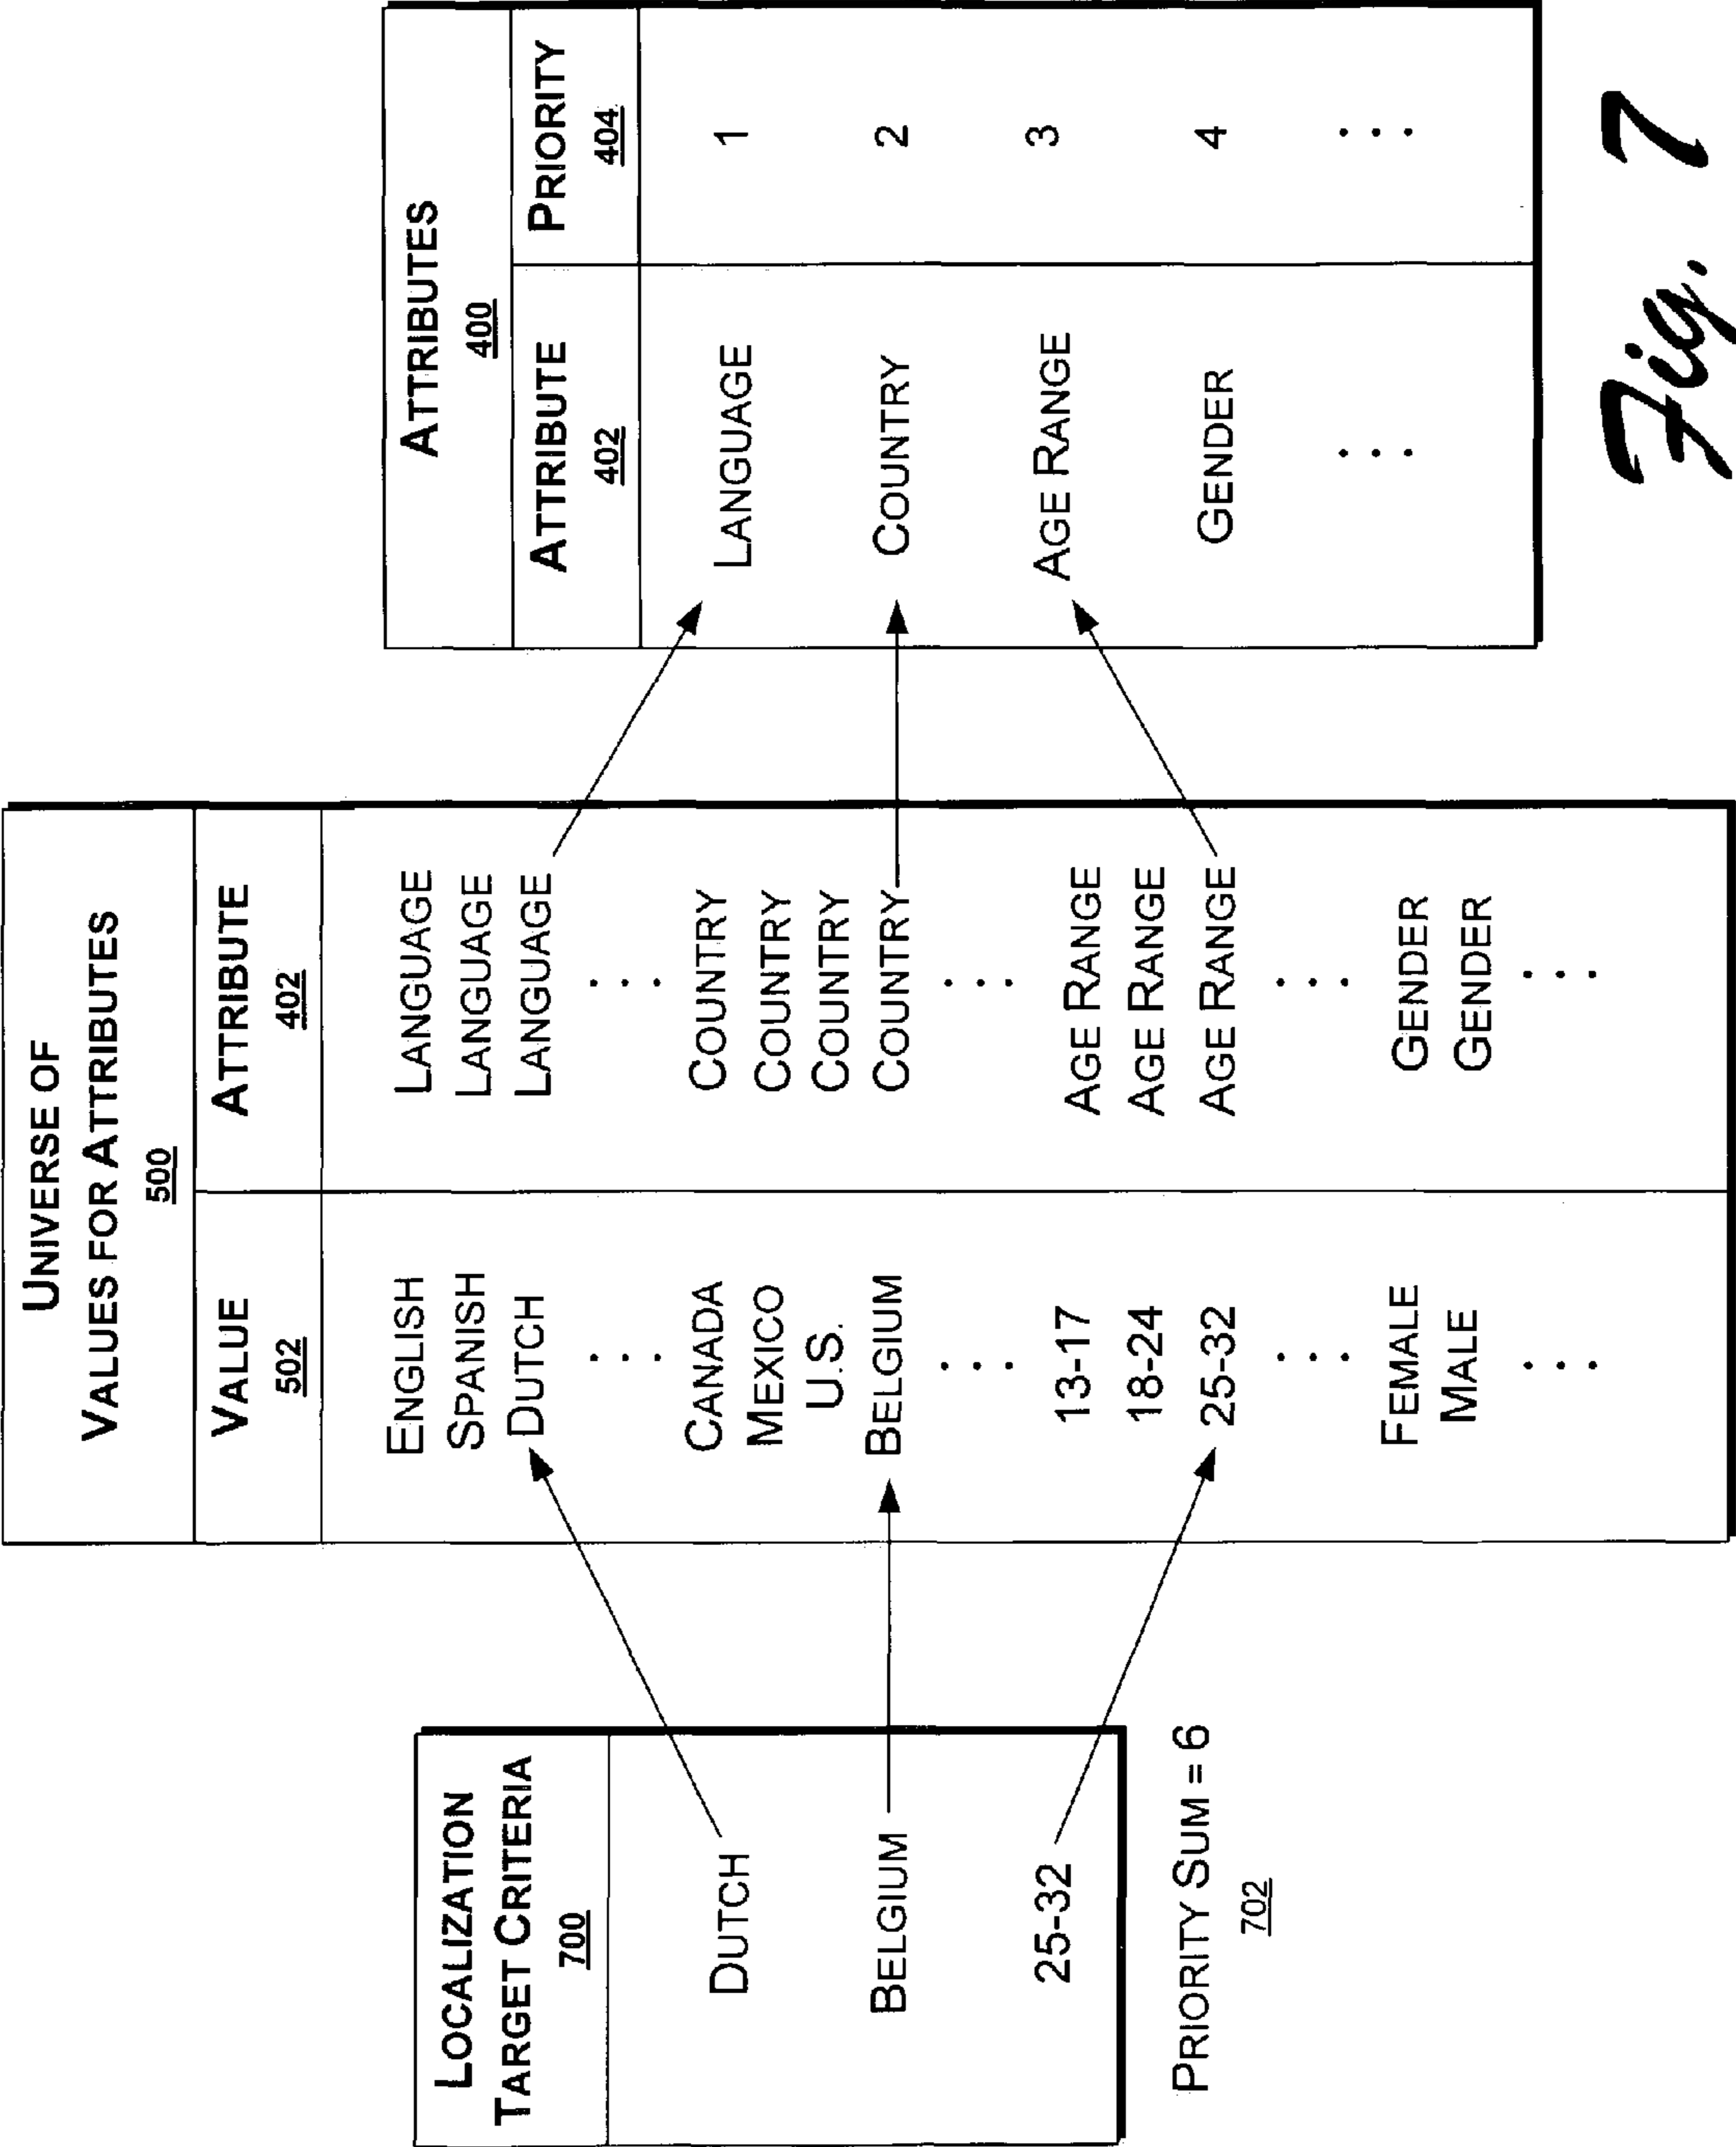 LOCALIZATION
TARGET CRITERIA
700
DUTCH
BELGIUM
25-32
PRIORITY SUM = 6
702
UNIVERSE OF
VALUES FOR ATTRIBUTES
500
VALUE ATTRIBUTE
502 402
ENGLISH LANGUAGE
SPANISH LANGUAGE
DUTCH LANGUAGE
... ...
CANADA COUNTRY
MEXICO COUNTRY
U.S. COUNTRY
BELGIUM COUNTRY
... ...
13-17 AGE RANGE
18-24 AGE RANGE
25-32 AGE RANGE
... ...
FEMALE GENDER
MALE GENDER
... ...
ATTRIBUTES
400
ATTRIBUTE PRIORITY
402 404
LANGUAGE 1
COUNTRY 2
AGE RANGE 3
GENDER 4
... ...
Fig. 7